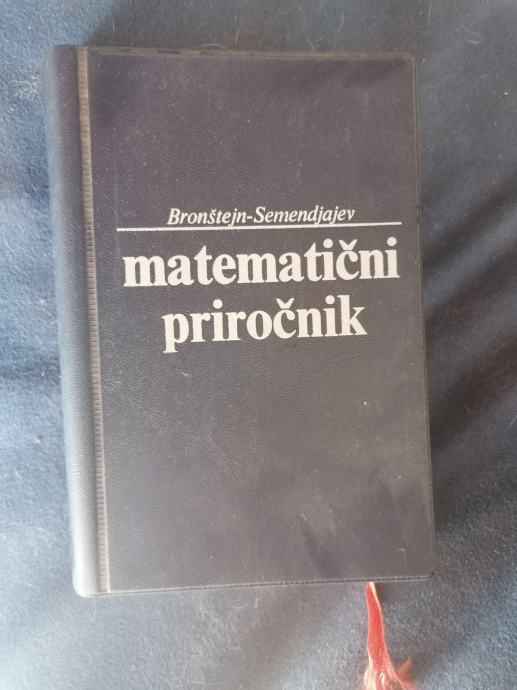 Bronštejn-Semendjajev
matematični
priročnik